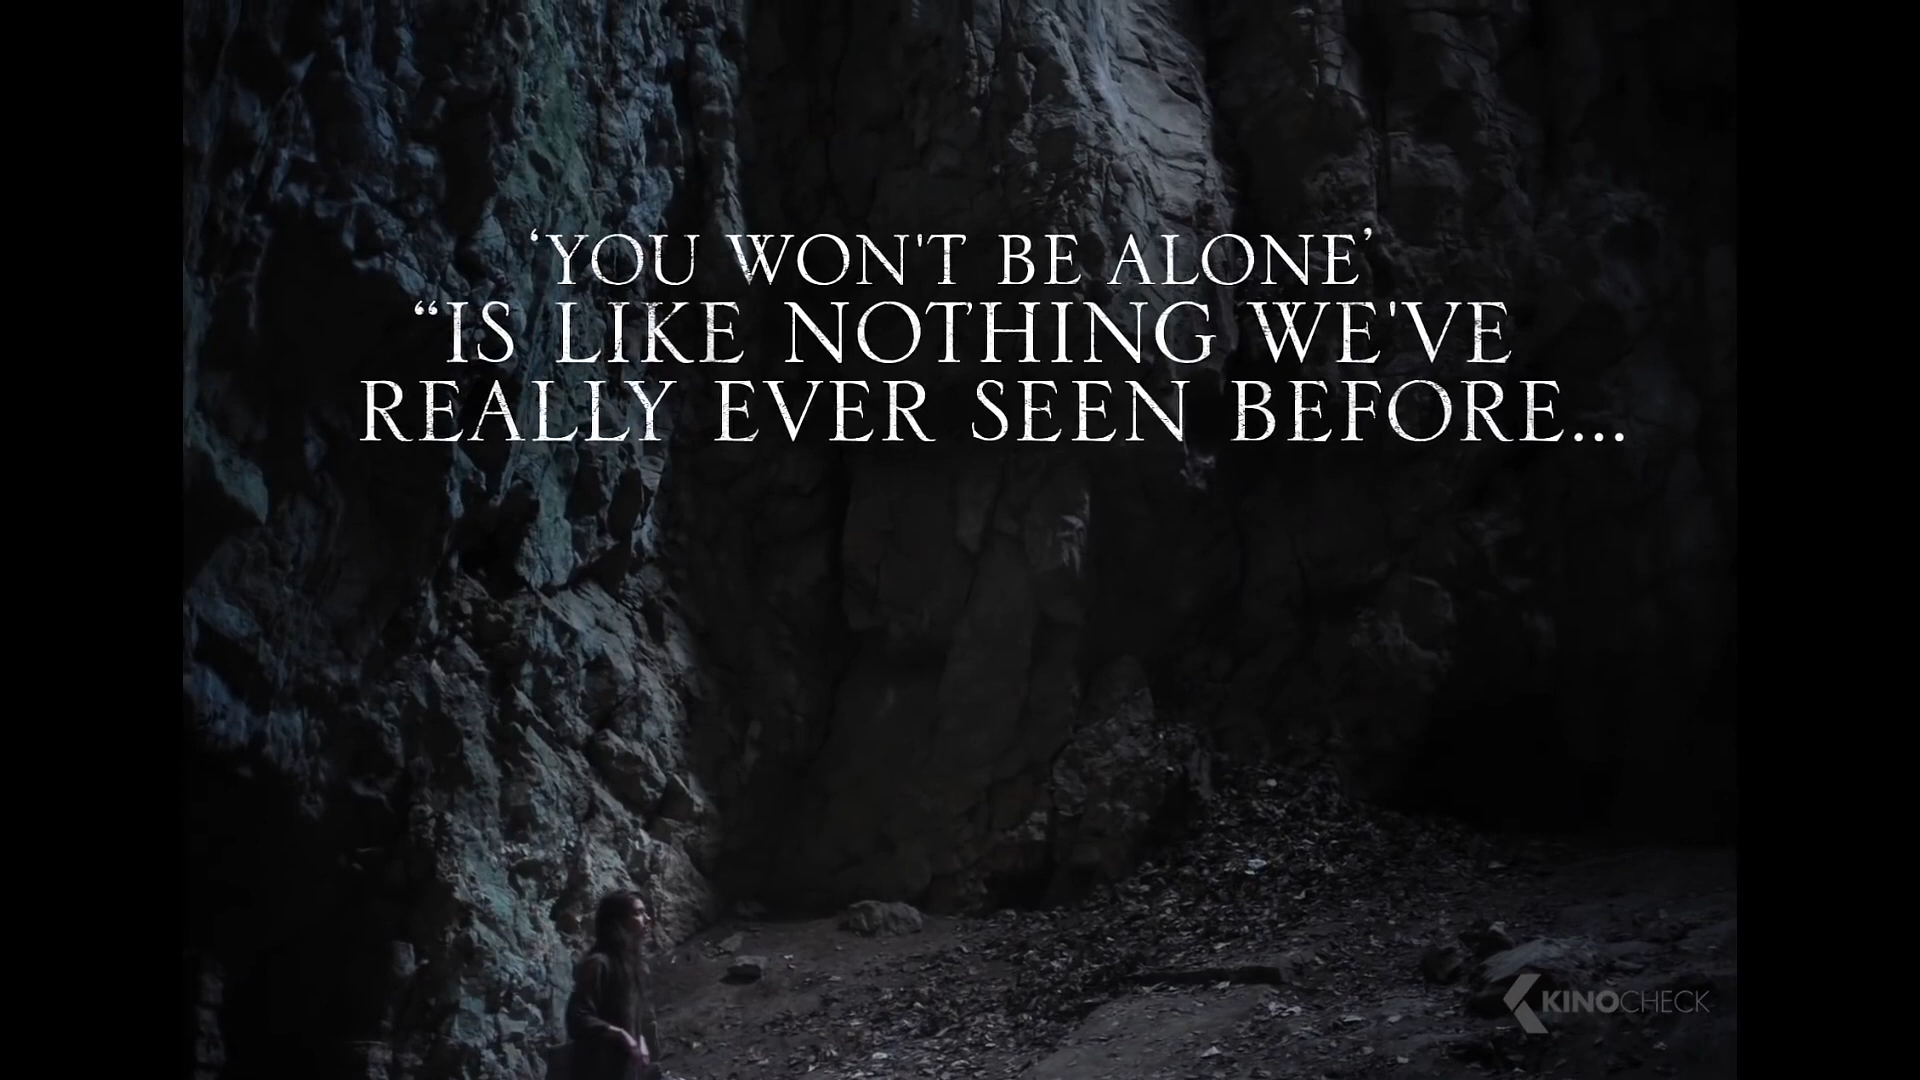 ‘YOU WON'T BE ALONE’
“IS LIKE NOTHING WE'VE
REALLY EVER SEEN BEFORE...
KINOCHECK